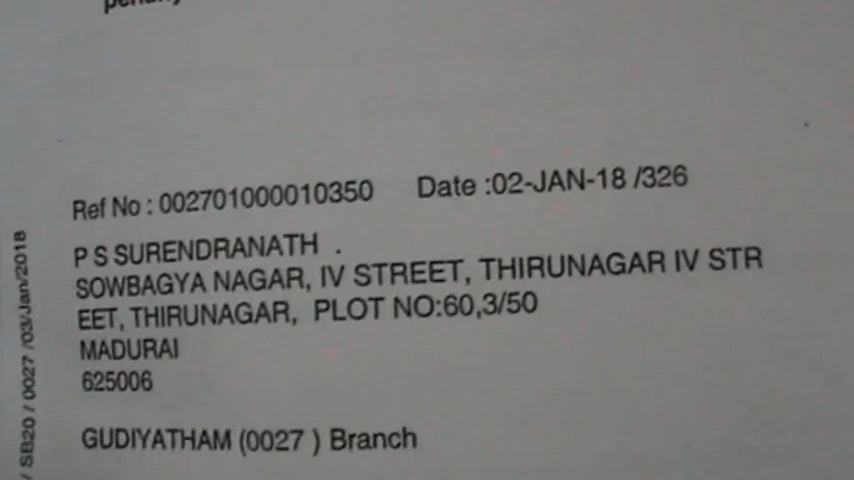 Ref No : 002701000010350 Date :02-JAN-18 /326
P S SURENDRANATH .
SOWBAGYA NAGAR, IV STREET, THIRUNAGAR IV STR
EET, THIRUNAGAR, PLOT NO:60,3/50
MADURAI
625006
GUDIYATHAM (0027 ) Branch
/ SB20 / 0027 /03/Jan/2018